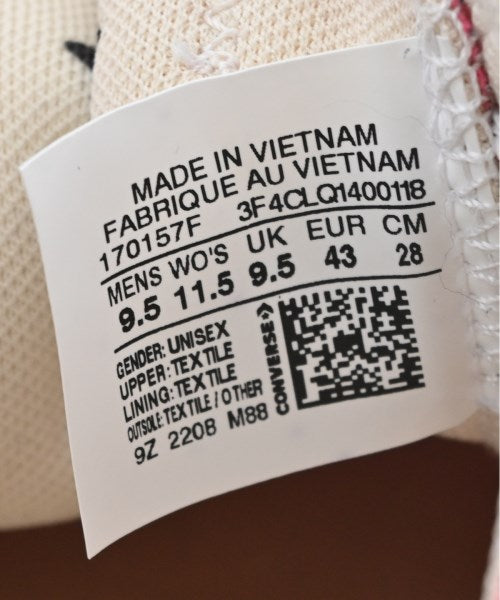 MADE IN VIETNAM
FABRIQUE AU VIETNAM
170157F 3F4CLQ1400118
MENS WO'S UK EUR CM
9.5 11.5 9.5 43 28
GENDER: UNISEX
UPPER: TEXTILE
LINING: TEXTILE
OUTSOLE: TEXTILE / OTHER
9Z 2208 M88
CONVERSE